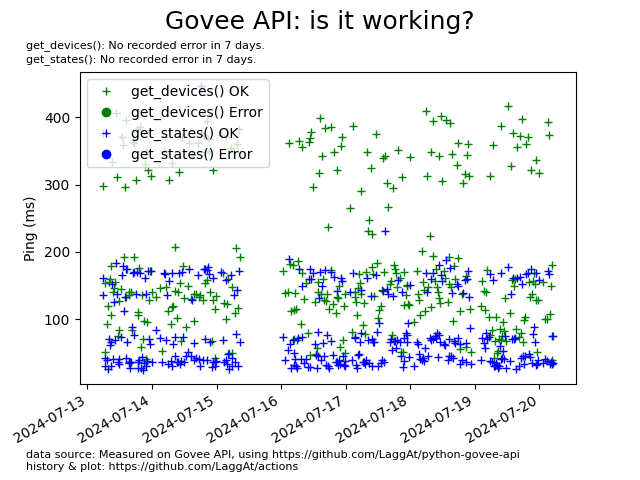 Govee API: is it working?
get_devices(): No recorded error in 7 days.
get_states(): No recorded error in 7 days.
get_devices() OK
get_devices() Error
get_states() OK
get_states() Error
Ping (ms)
400
300
200
100
2024-07-13
2024-07-14
2024-07-15
2024-07-16
2024-07-17
2024-07-18
2024-07-19
2024-07-20
data source: Measured on Govee API, using https://github.com/LaggAt/python-govee-api
history & plot: https://github.com/LaggAt/actions